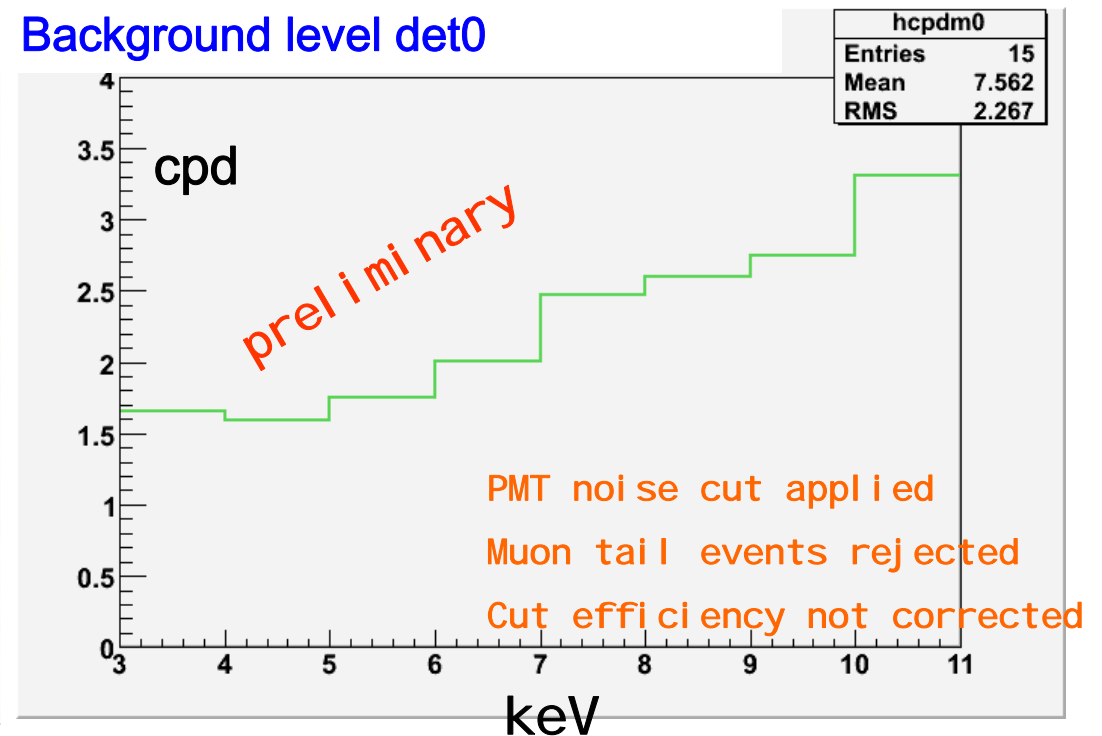 Background level det0
hcpdm0
Entries 15
Mean 7.562
RMS 2.267
4
3.5
3
2.5
2
1.5
1
0.5
0
cpd
preliminary
PMT noise cut applied
Muon tail events rejected
Cut efficiency not corrected
3 4 5 6 7 8 9 10 11
keV